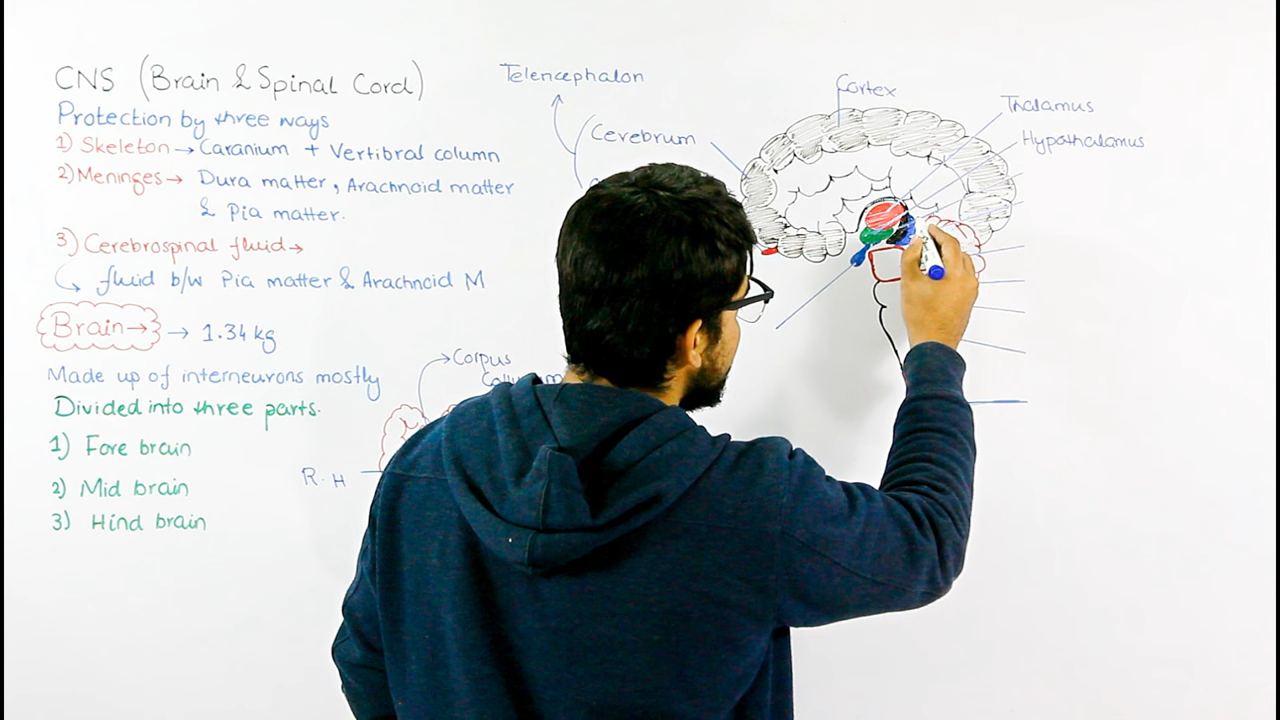 CNS (Brain & Spinal Cord)
Protection by three ways
1) Skeleton → Caranium + Vertibral column
2) Meninges → Dura matter, Arachnoid matter
& Pia matter.
3) Cerebrospinal fluid →
fluid b/w Pia matter & Arachnoid M
Brain → → 1.34 kg
Made up of interneurons mostly
Divided into three parts.
1) Fore brain
2) Mid brain
3) Hind brain
Telencephalon
Cerebrum
Corpus
R.H
Cortex
Thalamus
Hypothalamus